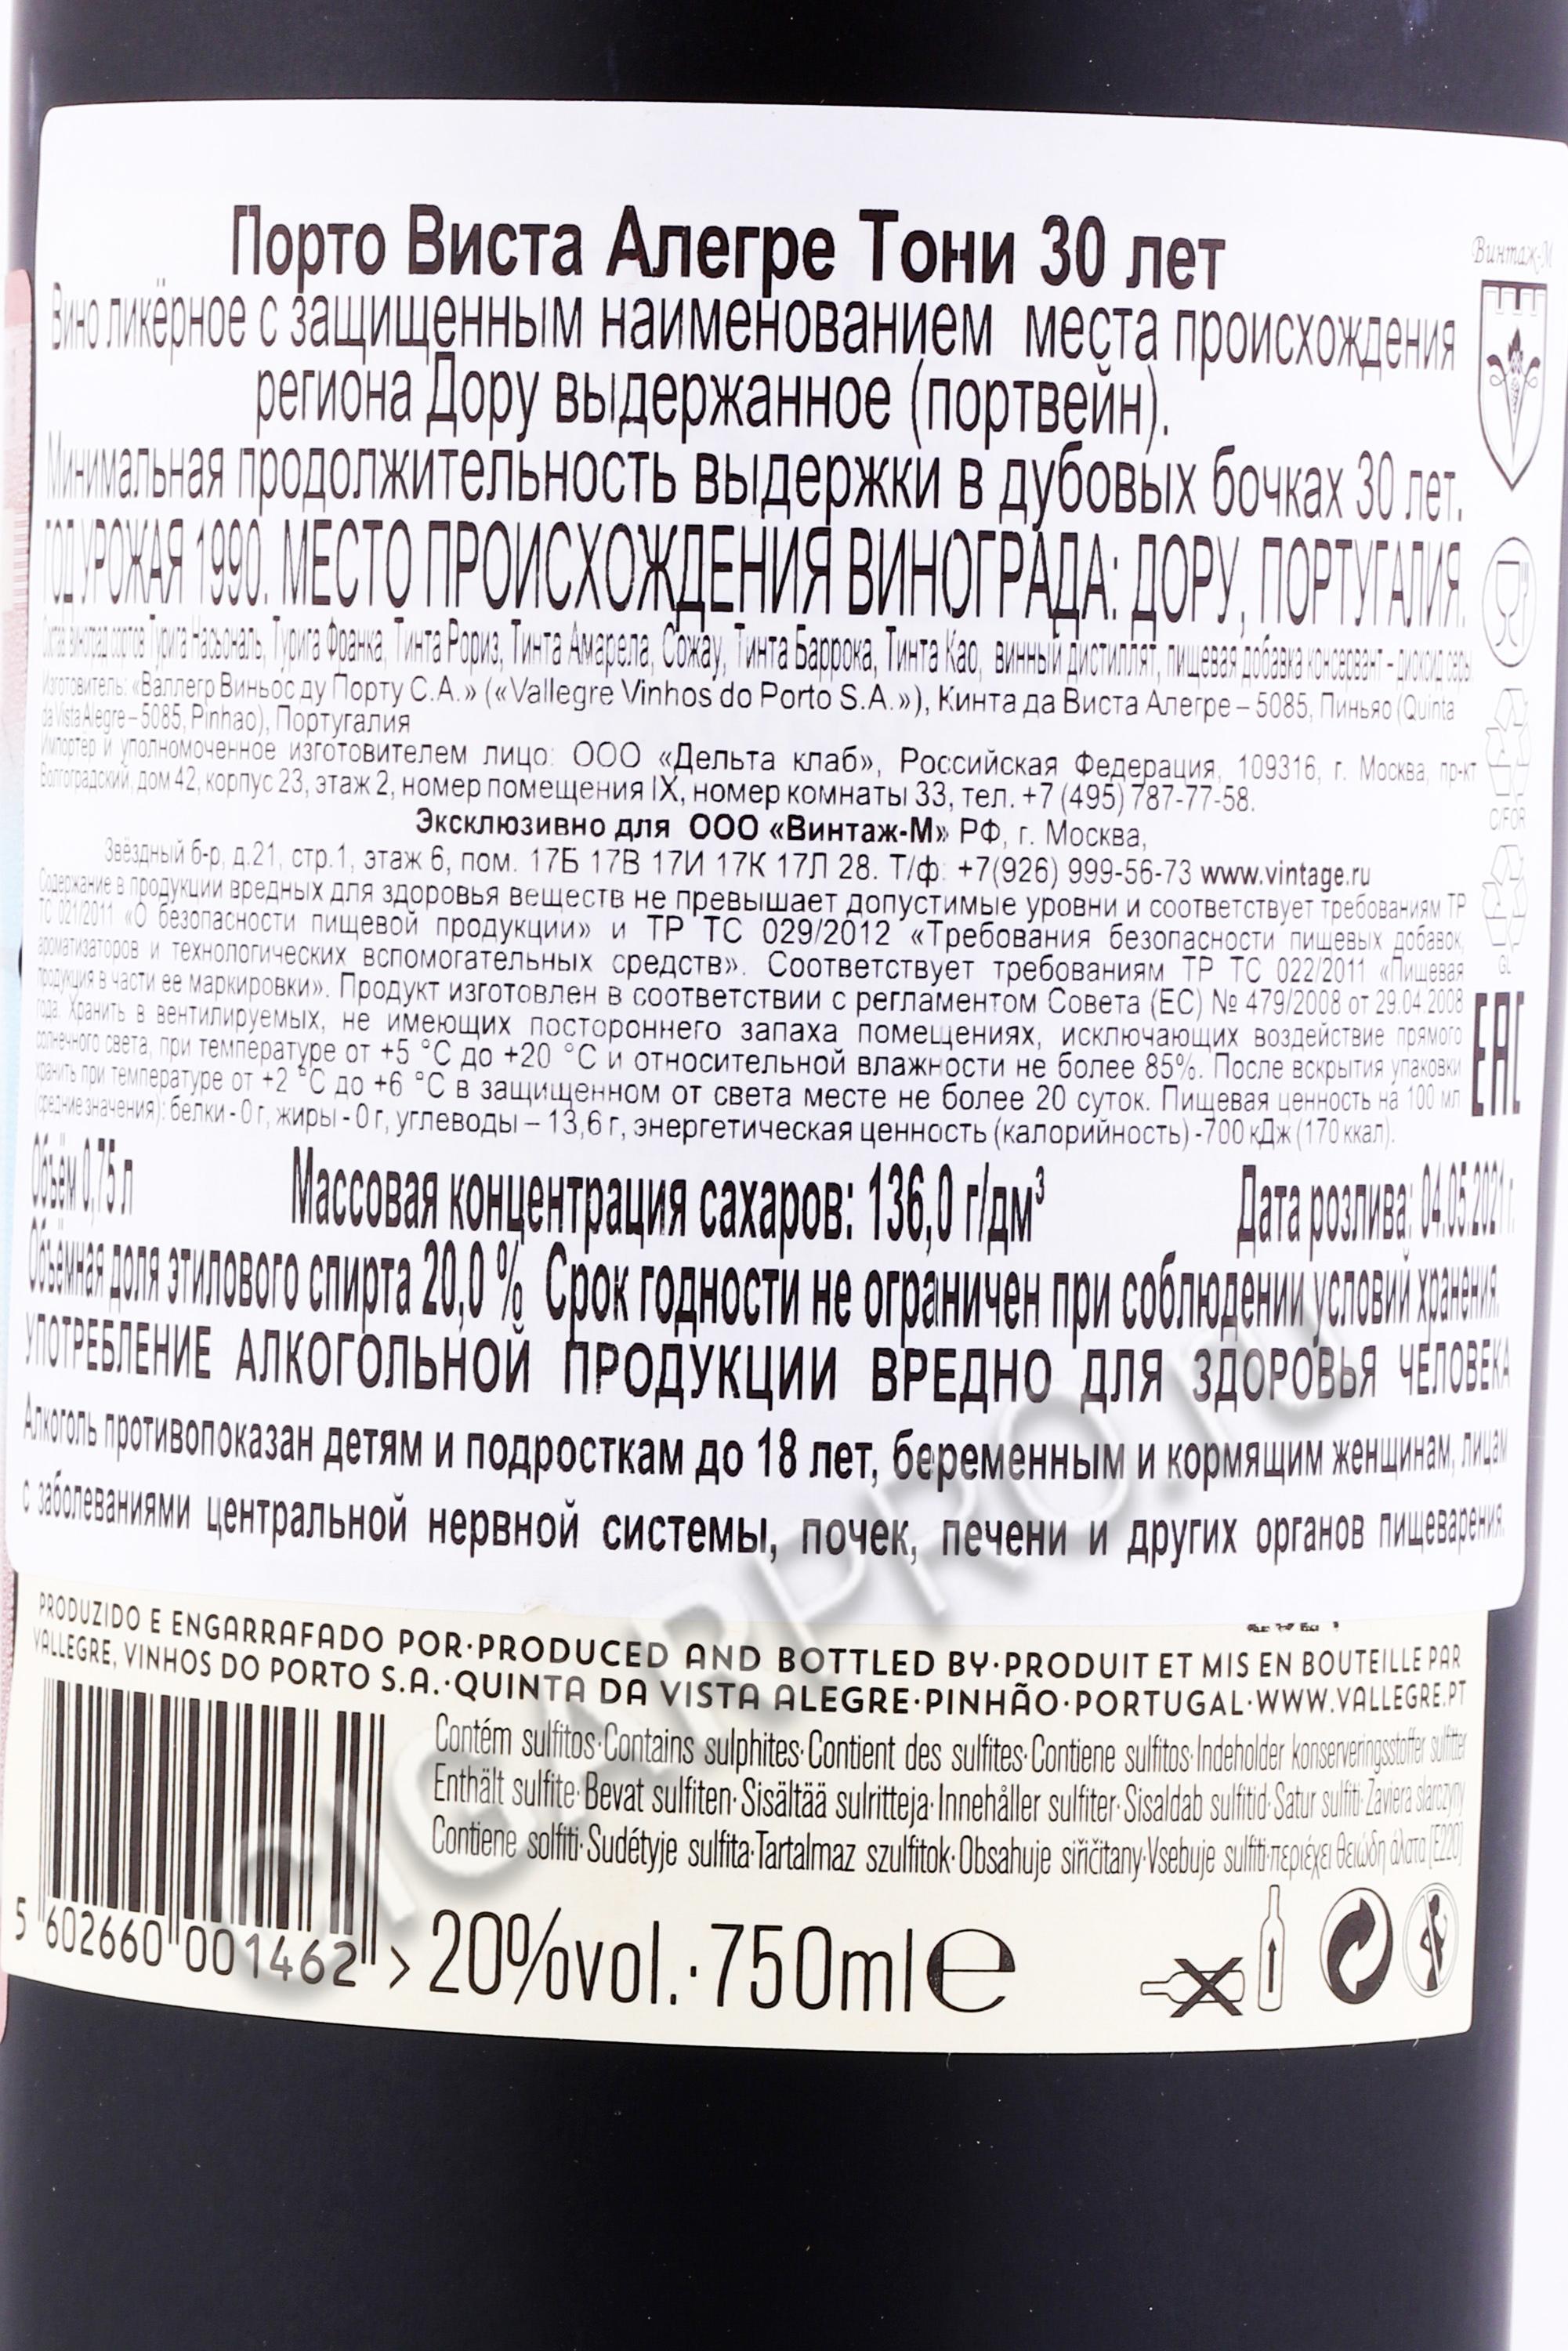 Порто Виста Алегре Тони 30 лет
Винтаж-М
Вино ликёрное с защищенным наименованием места происхождения
региона Дору выдержанное (портвейн).
Минимальная продолжительность выдержки в дубовых бочках 30 лет.
ГОД УРОЖАЯ 1990. МЕСТО ПРОИСХОЖДЕНИЯ ВИНОГРАДА: ДОРУ, ПОРТУГАЛИЯ.
Состав: виноград сортов Турига Насьональ, Турига Франка, Тинта Рориз, Тинта Амарела, Сожау, Тинта Баррока, Тинта Као, винный дистиллят, пищевая добавка консервант – диоксид серы
Изготовитель: «Валлегр Виньос ду Порту С.А.» («Vallegre Vinhos do Porto S.A.»), Кинта да Виста Алегре – 5085, Пиньяо (Quinta
da Vista Alegre – 5085, Pinhao), Португалия
Импортер и уполномоченное изготовителем лицо: ООО «Дельта клаб», Российская Федерация, 109316, г. Москва, пр-кт
Волгоградский, дом 42, корпус 23, этаж 2, номер помещения IX, номер комнаты 33, тел. +7 (495) 787-77-58.
C/FOR
Эксклюзивно для ООО «Винтаж-М» РФ, г. Москва,
Звёздный б-р, д.21, стр.1, этаж 6, пом. 17Б 17В 17И 17К 17Л 28. Т/ф: +7(926) 999-56-73 www.vintage.ru
Содержание в продукции вредных для здоровья веществ не превышает допустимые уровни и соответствует требованиям ТР
ТС 021/2011 «О безопасности пищевой продукции» и ТР ТС 029/2012 «Требования безопасности пищевых добавок,
ароматизаторов и технологических вспомогательных средств». Соответствует требованиям ТР ТС 022/2011 «Пищевая
GL
продукция в части ее маркировки». Продукт изготовлен в соответствии с регламентом Совета (ЕС) № 479/2008 от 29.04.2008
года. Хранить в вентилируемых, не имеющих постороннего запаха помещениях, исключающих воздействие прямого
солнечного света, при температуре от +5 °С до +20 °С и относительной влажности не более 85%. После вскрытия упаковки
хранить при температуре от +2 °С до +6 °С в защищенном от света месте не более 20 суток. Пищевая ценность на 100 мл
(средние значения): белки - 0 г, жиры - 0 г, углеводы – 13,6 г, энергетическая ценность (калорийность) -700 кДж (170 ккал).
ЕАС
Объём 0,75 л Массовая концентрация сахаров: 136,0 г/дм³ Дата розлива: 04.05.2021 г.
Объёмная доля этилового спирта 20,0 % Срок годности не ограничен при соблюдении условий хранения.
УПОТРЕБЛЕНИЕ АЛКОГОЛЬНОЙ ПРОДУКЦИИ ВРЕДНО ДЛЯ ЗДОРОВЬЯ ЧЕЛОВЕКА
Алкоголь противопоказан детям и подросткам до 18 лет, беременным и кормящим женщинам, лицам
с заболеваниями центральной нервной системы, почек, печени и других органов пищеварения.
PRODUZIDO E ENGARRAFADO POR·PRODUCED AND BOTTLED BY·PRODUIT ET MIS EN BOUTEILLE PAR
VALLEGRE, VINHOS DO PORTO S.A.·QUINTA DA VISTA ALEGRE·PINHÃO·PORTUGAL·WWW.VALLEGRE.PT
Contém sulfitos·Contains sulphites·Contient des sulfites·Contiene sulfitos·Indeholder konserveringsstoffer sulfitter
Enthält sulfite·Bevat sulfiten·Sisältää sulritteja·Innehåller sulfiter·Sisaldab sulfitid·Satur sulfiti·Zaviera siarczyny
Contiene solfiti·Sudétyje sulfita·Tartalmaz szulfitok·Obsahuje siřičitany·Vsebuje sulfiti·περιέχει θειώδη άλατα (E220)
5 602660 001462 >
20%vol.·750ml e
CIGARPRO.ru